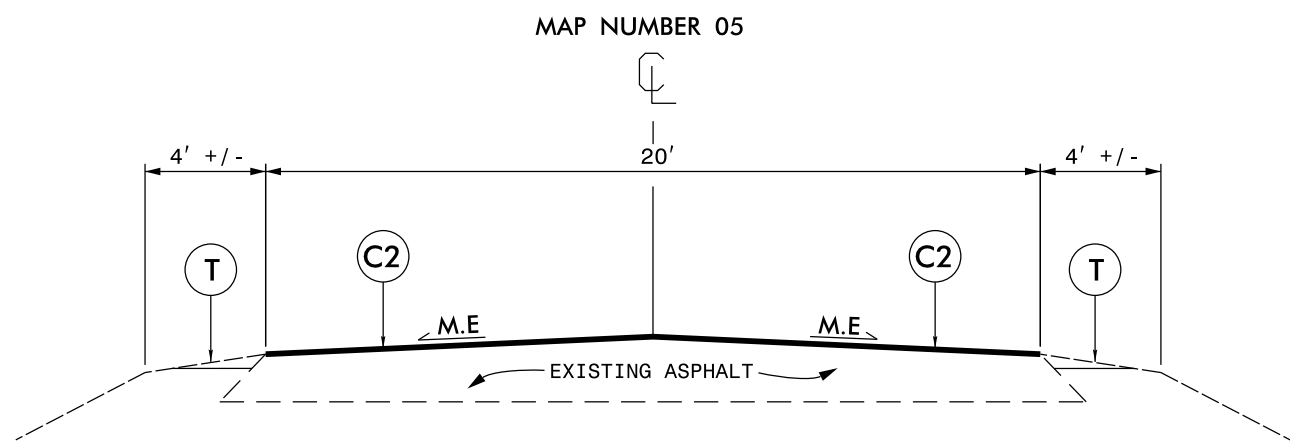 MAP NUMBER 05
CL
4' +/-
20'
4' +/-
T
C2
C2
T
M.E
M.E
EXISTING ASPHALT